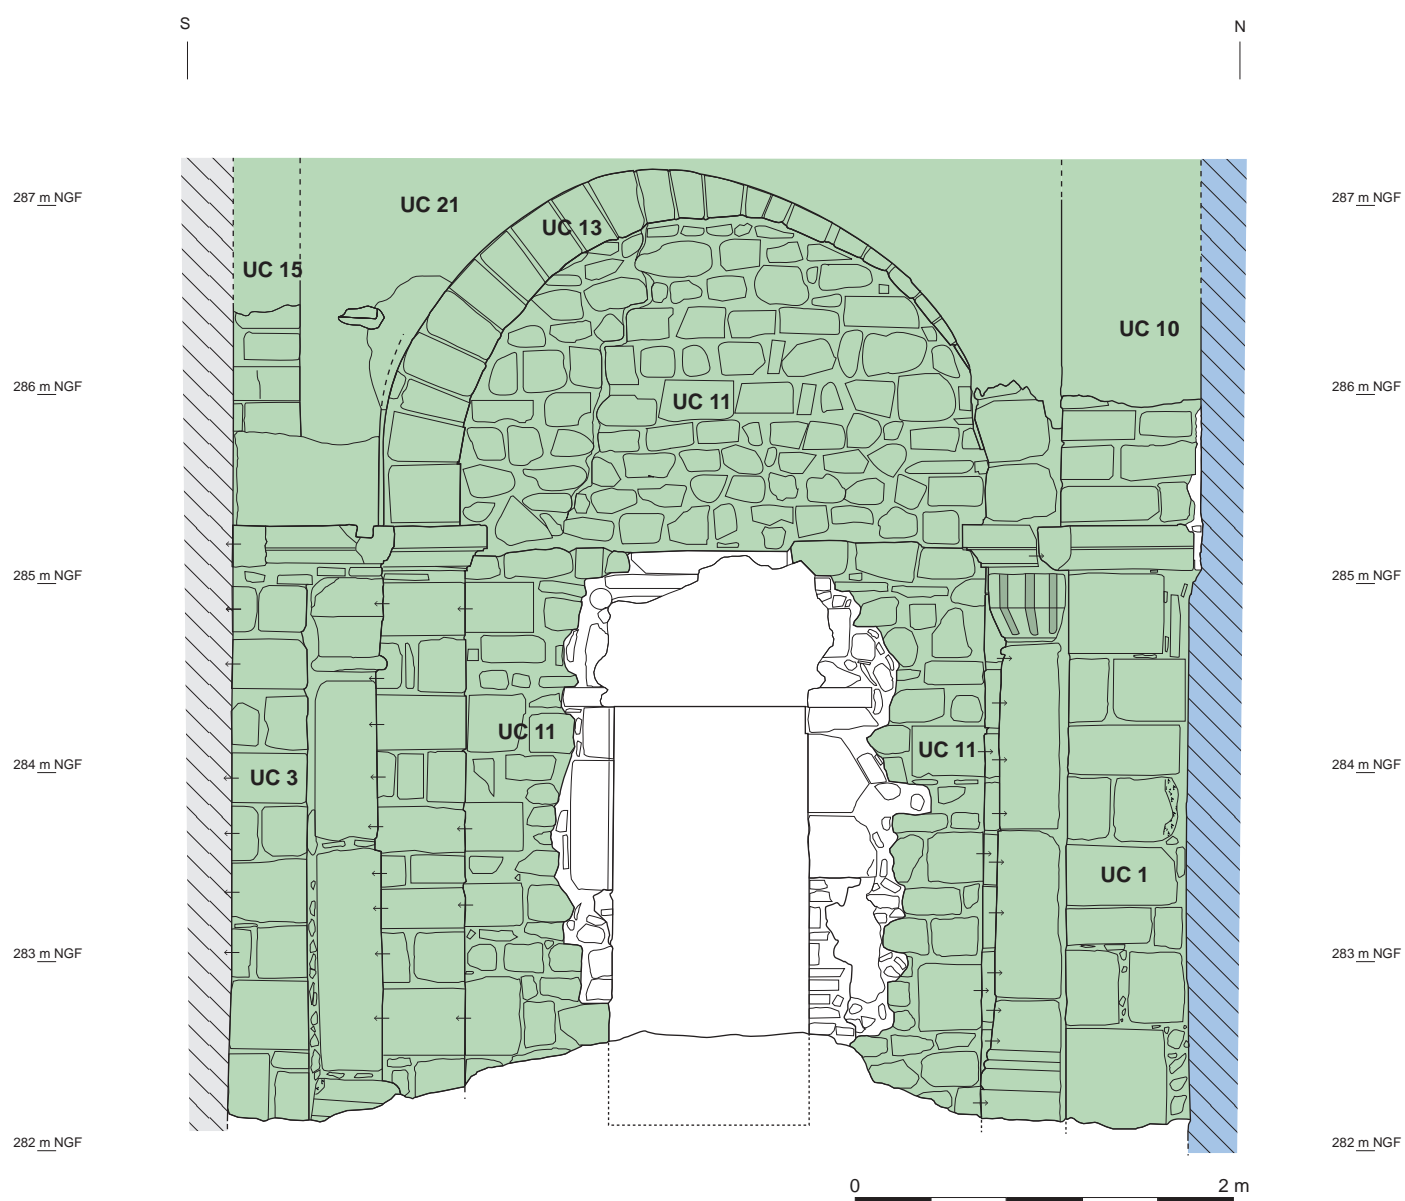 S N
287 m NGF 287 m NGF
UC 21
UC 13
UC 15
UC 10
286 m NGF 286 m NGF
UC 11
285 m NGF 285 m NGF
UC 11
UC 11
284 m NGF 284 m NGF
UC 3
UC 1
283 m NGF 283 m NGF
282 m NGF 282 m NGF
0 2 m